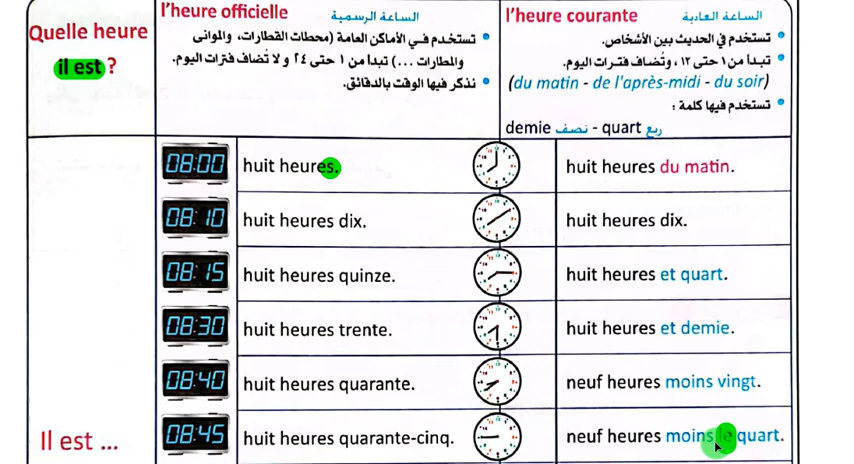 Quelle heure
il est ?
l'heure officielle الساعة الرسمية
تستخدم في الأماكن العامة (محطات القطارات، والموانى
والمطارات ...) تبدأ من ١ حتى ٢٤ و لا تُضاف فترات اليوم.
نذكر فيها الوقت بالدقائق.
l'heure courante الساعة العادية
تستخدم في الحديث بين الأشخاص.
تبدأ من ١ حتى ١٢ ، وتُضاف فترات اليوم.
(du matin - de l'après-midi - du soir)
تستخدم فيها كلمة :
demie نصف - quart ربع
Il est ...
08:00 huit heures. huit heures du matin.
08:10 huit heures dix. huit heures dix.
08:15 huit heures quinze. huit heures et quart.
08:30 huit heures trente. huit heures et demie.
08:40 huit heures quarante. neuf heures moins vingt.
08:45 huit heures quarante-cinq. neuf heures moins le quart.